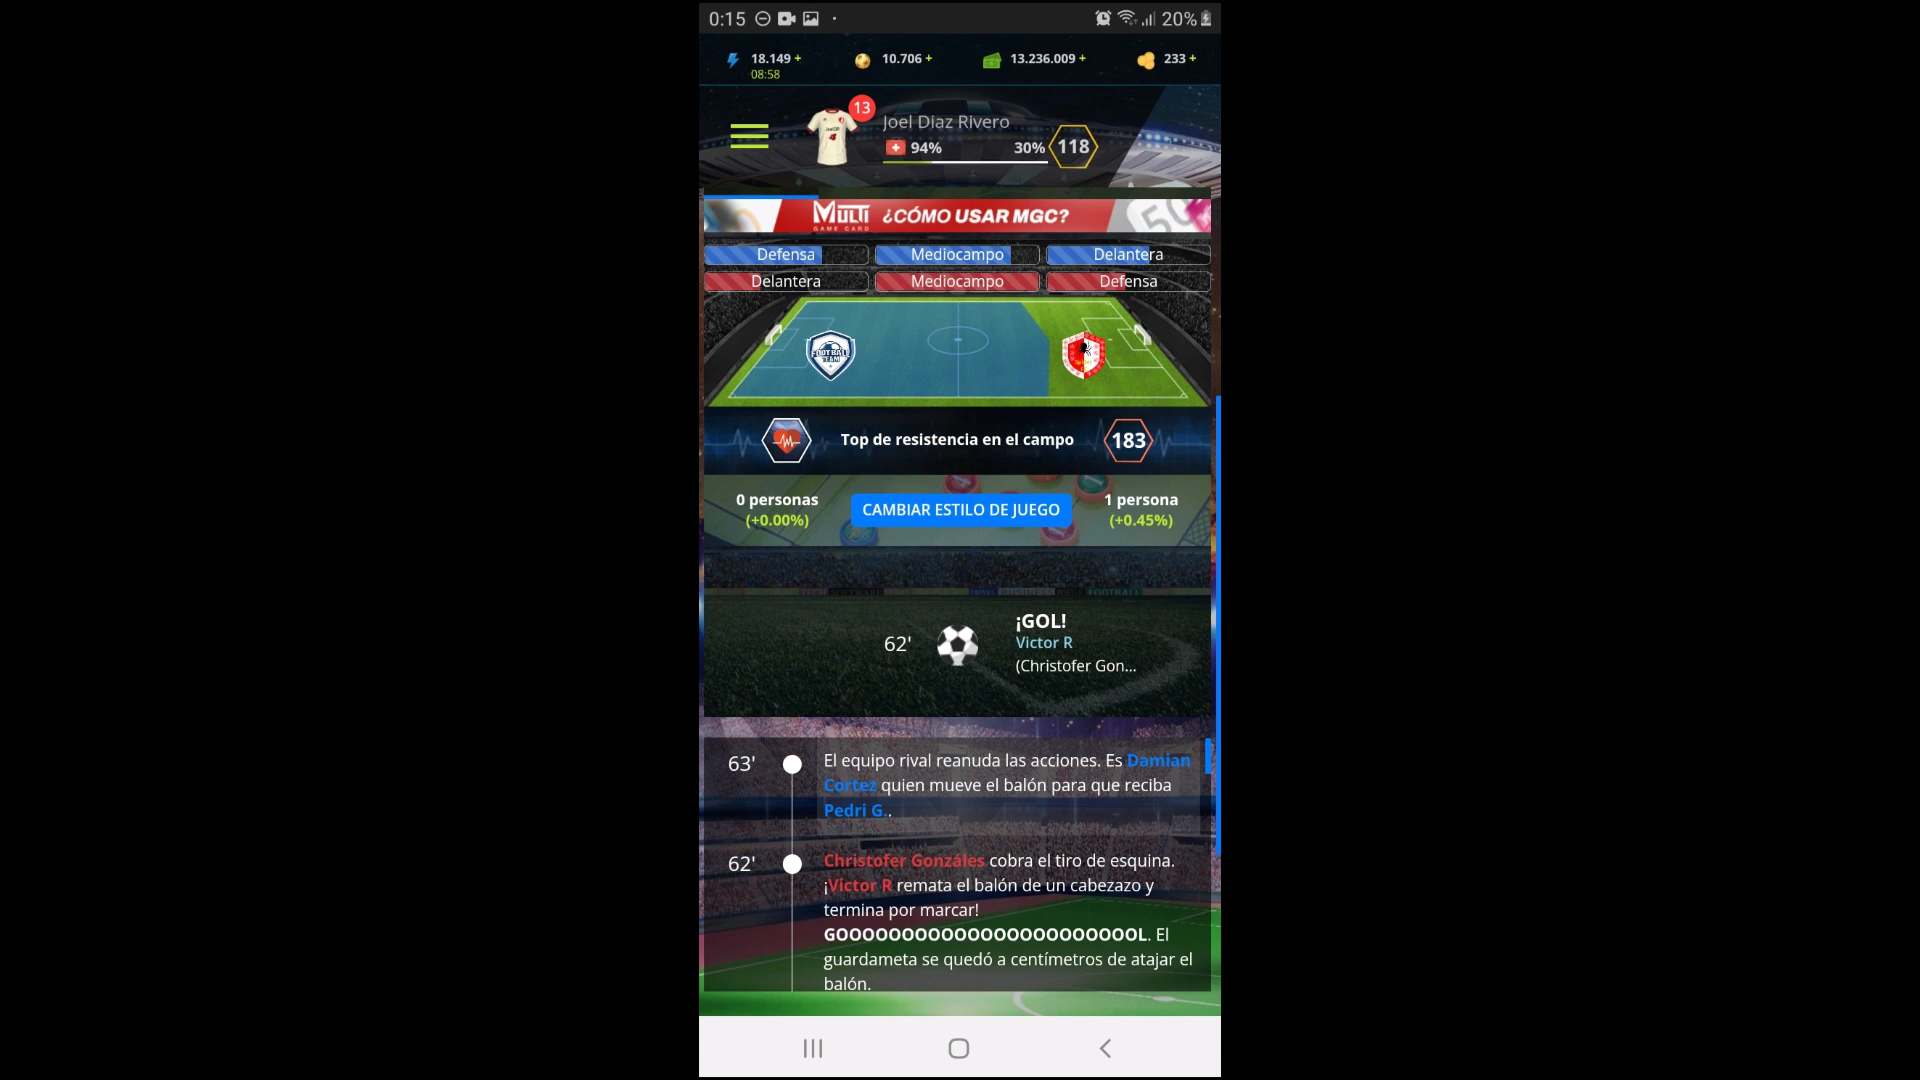 0:15 20%
18.149 + 10.706 + 13.236.009 + 233 +
08:58
13
Joel Diaz Rivero
94% 30% 118
MULTI ¿CÓMO USAR MGC?
GAME CARD
Defensa Mediocampo Delantera
Delantera Mediocampo Defensa
FOOTBALL
TEAM
Top de resistencia en el campo 183
0 personas CAMBIAR ESTILO DE JUEGO 1 persona
(+0.00%) (+0.45%)
¡GOL!
62' Victor R
(Christofer Gon...
63' El equipo rival reanuda las acciones. Es Damian
Cortez quien mueve el balón para que reciba
Pedri G..
62' Christofer Gonzáles cobra el tiro de esquina.
¡Victor R remata el balón de un cabezazo y
termina por marcar!
GOOOOOOOOOOOOOOOOOOOOOOOL. El
guardameta se quedó a centímetros de atajar el
balón.